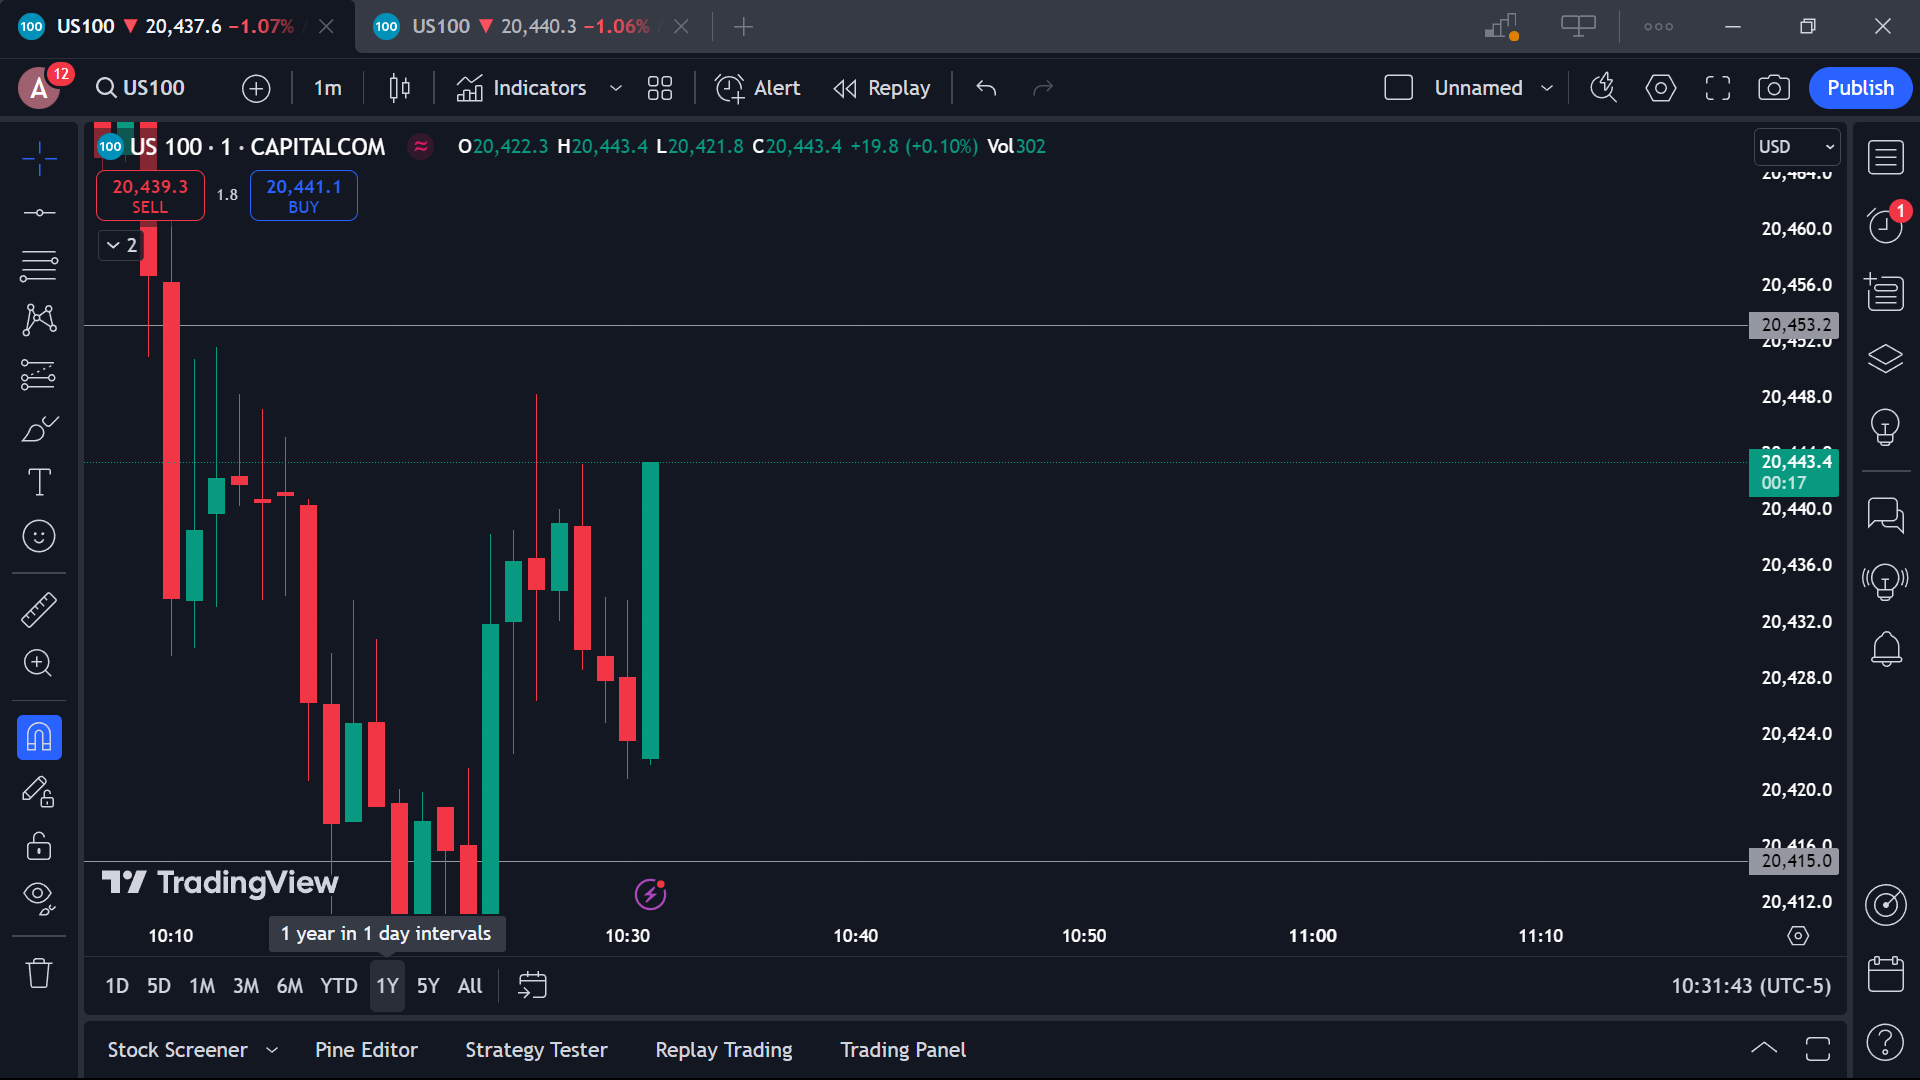 100 US100 20,437.6 −1.07%
100 US100 20,440.3 −1.06%
A 12 US100 1m Indicators Alert Replay Unnamed Publish
100 US 100 · 1 · CAPITALCOM O20,422.3 H20,443.4 L20,421.8 C20,443.4 +19.8 (+0.10%) Vol302
USD
20,439.3 SELL
1.8
20,441.1 BUY
2
1
20,464.0
20,460.0
20,456.0
20,453.2
20,452.0
20,448.0
20,443.4
00:17
20,440.0
20,436.0
20,432.0
20,428.0
20,424.0
20,420.0
20,416.0
20,415.0
20,412.0
TradingView
10:10 10:30 10:40 10:50 11:00 11:10
1 year in 1 day intervals
1D 5D 1M 3M 6M YTD 1Y 5Y All
10:31:43 (UTC-5)
Stock Screener Pine Editor Strategy Tester Replay Trading Trading Panel